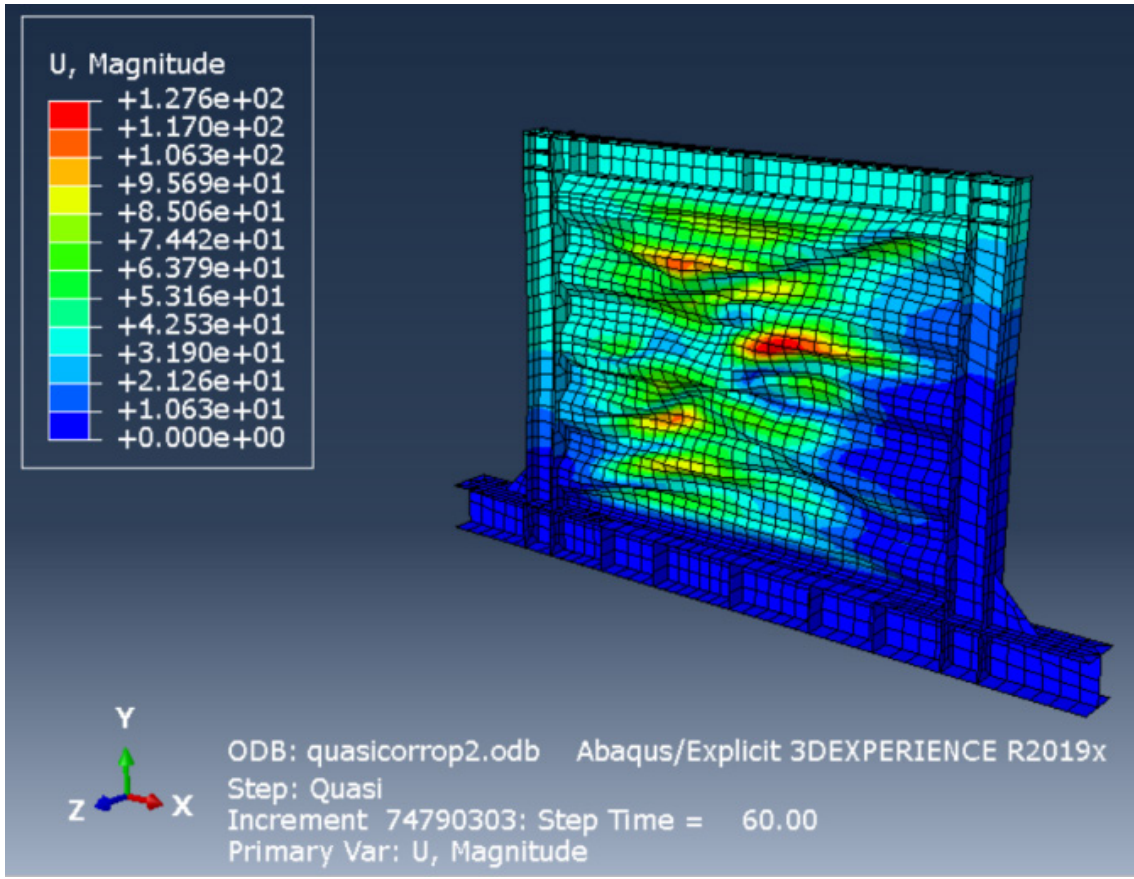 U, Magnitude
+1.276e+02
+1.170e+02
+1.063e+02
+9.569e+01
+8.506e+01
+7.442e+01
+6.379e+01
+5.316e+01
+4.253e+01
+3.190e+01
+2.126e+01
+1.063e+01
+0.000e+00
Y
Z
X
ODB: quasicorrop2.odb Abaqus/Explicit 3DEXPERIENCE R2019x
Step: Quasi
Increment 74790303: Step Time = 60.00
Primary Var: U, Magnitude